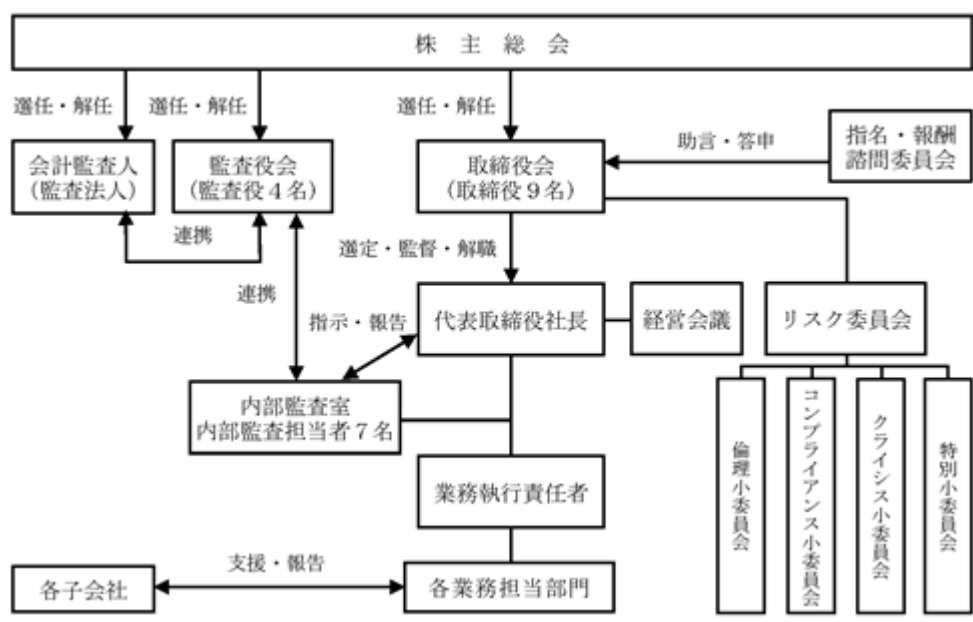 株主総会
選任・解任
選任・解任
選任・解任
会計監査人
(監査法人)
監査役会
(監査役4名)
取締役会
(取締役9名)
助言・答申
指名・報酬
諮問委員会
連携
選定・監督・解職
連携
指示・報告
代表取締役社長
経営会議
リスク委員会
内部監査室
内部監査担当者7名
倫理小委員会
コンプライアンス小委員会
クライシス小委員会
特別小委員会
業務執行責任者
各子会社
支援・報告
各業務担当部門